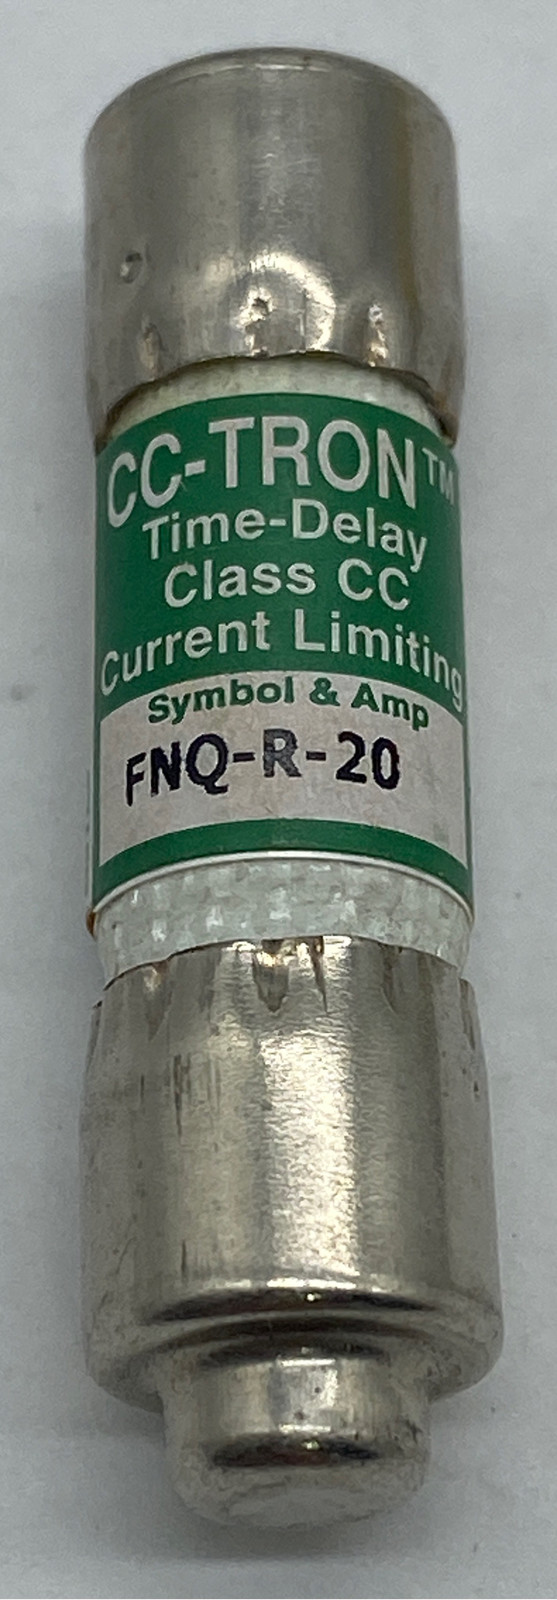 CC-TRON™
Time-Delay
Class CC
Current Limiting
Symbol & Amp
FNQ-R-20